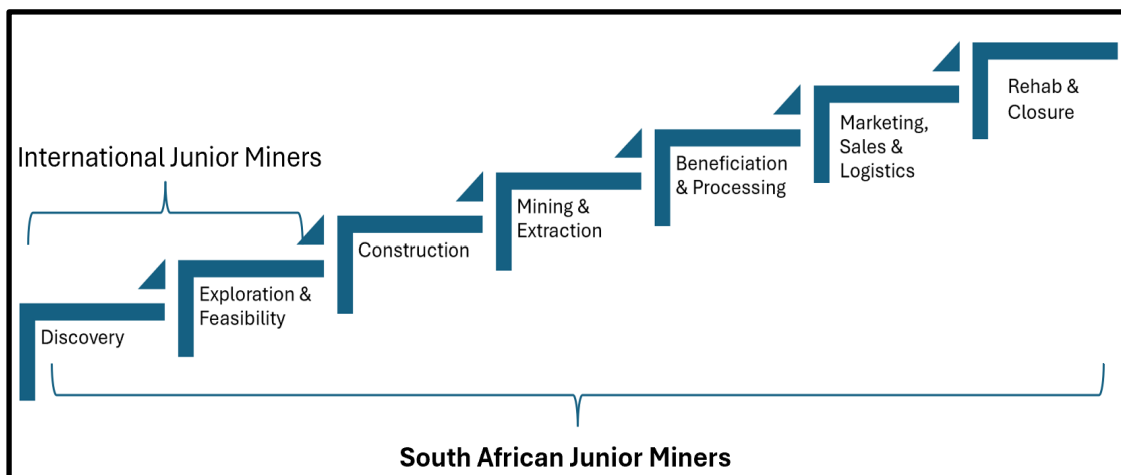 International Junior Miners
Discovery
Exploration &
Feasibility
Construction
Mining &
Extraction
Beneficiation
& Processing
Marketing,
Sales &
Logistics
Rehab &
Closure
South African Junior Miners